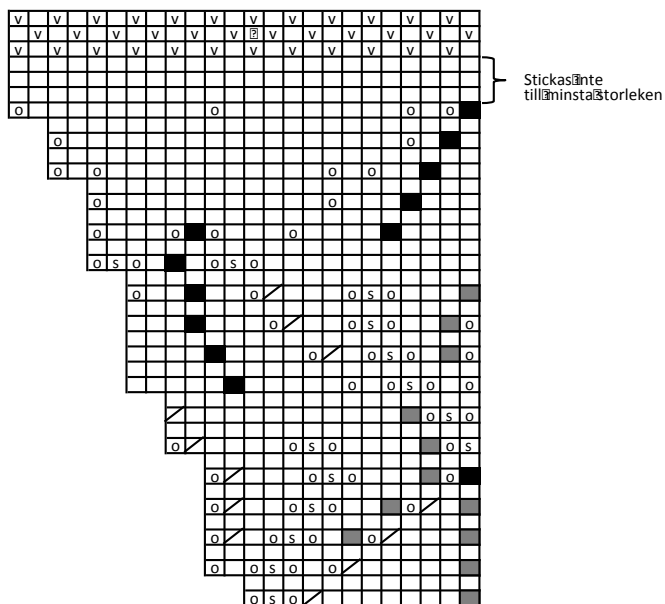 v v v v v v v v v v v v
v v v v v v v v v v v v
v v v v v v v v v v v v
Stickas inte
till minsta storleken
o o o o
o o
o o o o
o o
o o o o
o s o o s o
o o o s o
o o s o o
o o s o o
o o s o o
o s o
o o s o o s
o o s o o
o o s o o
o o s o o
o o s o o
o s o